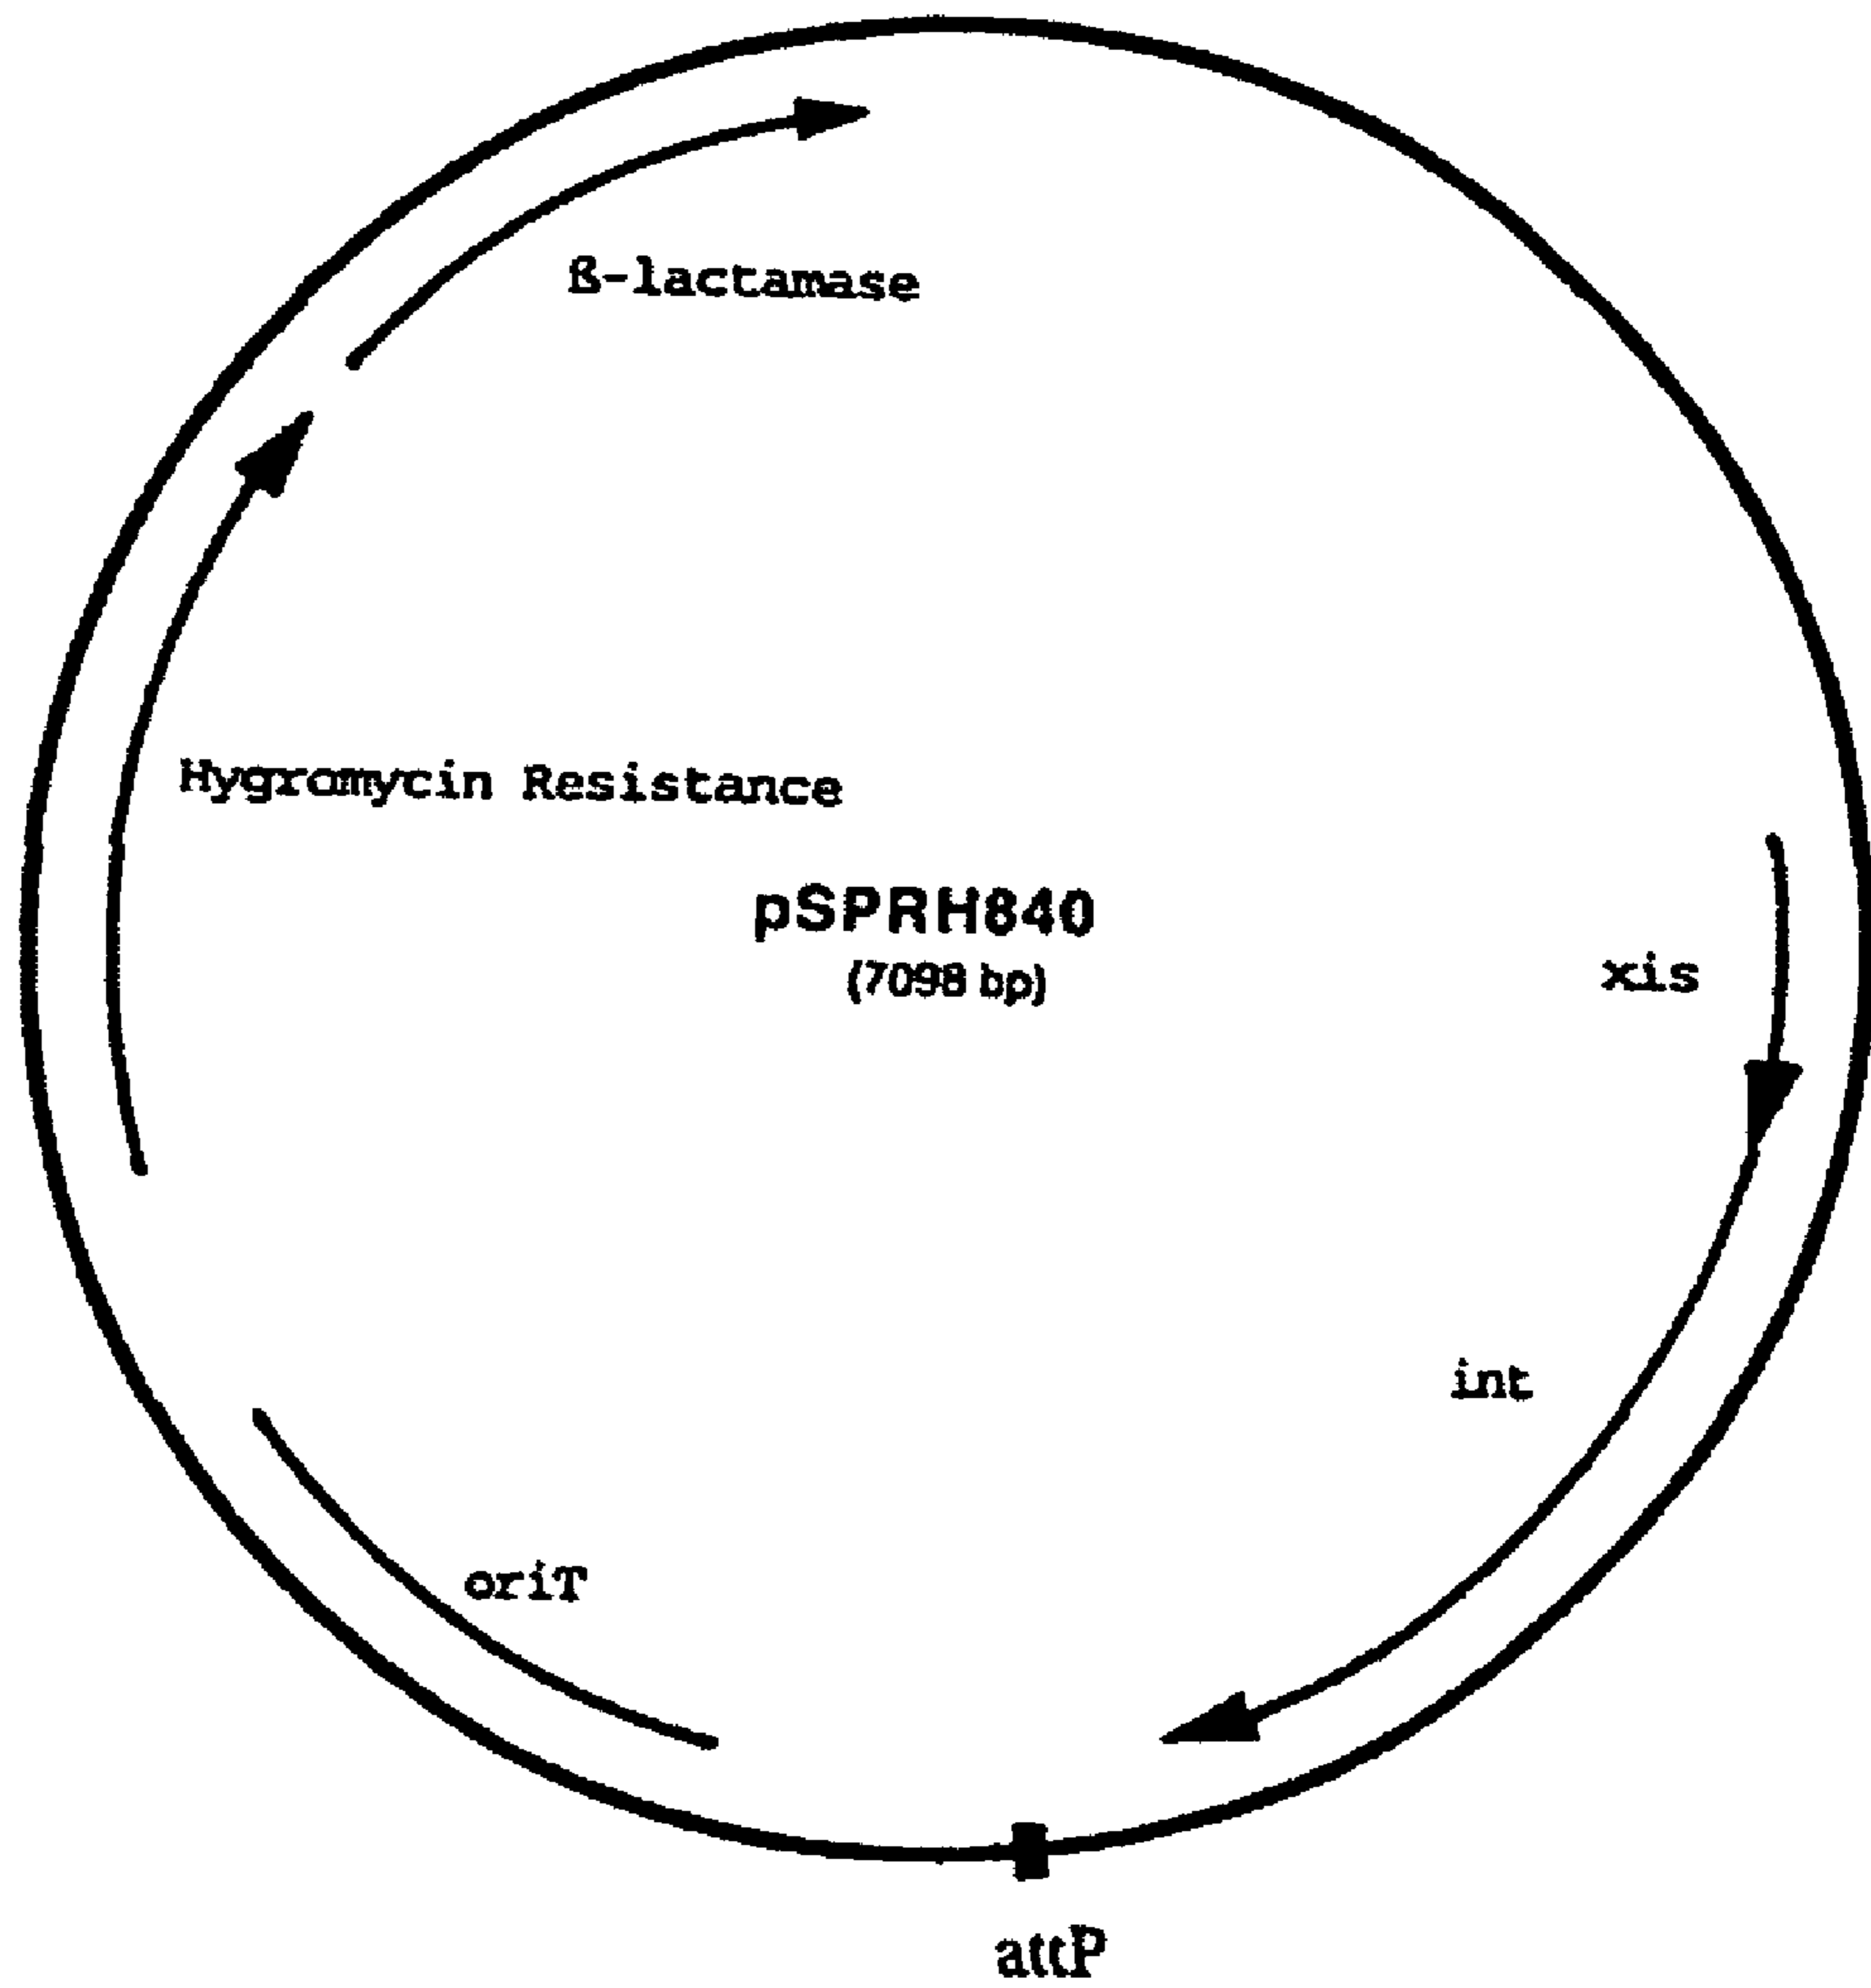 ß-lactamase
Hygromycin Resistance
pSPRH840
(7098 bp)
xis
int
oriT
attP